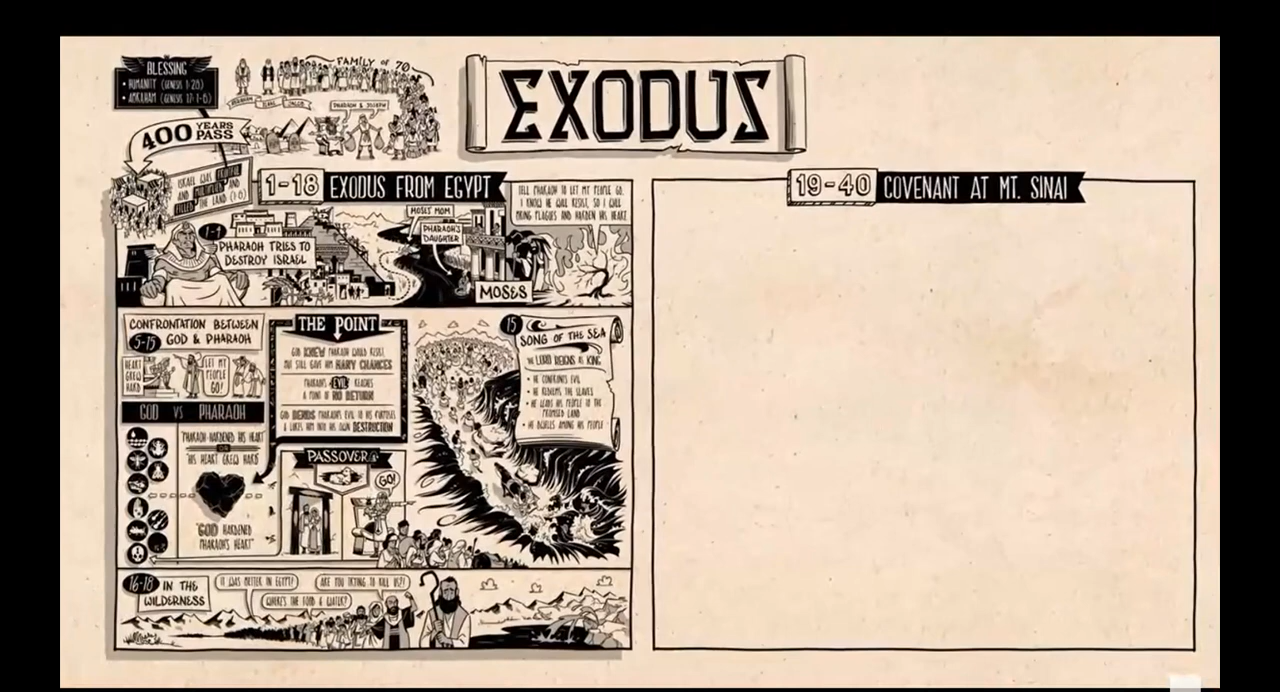 BLESSING
• HUMANITY (GENESIS 1:28)
• ABRAHAM (GENESIS 17:1-6)
FAMILY OF 70
ABRAHAM
ISAAC
JACOB
PHARAOH & JOSEPH
400 YEARS PASS
ISRAEL WAS FRUITFUL
AND MULTIPLIED AND
FILLED THE LAND (1:6)
EXODUS
1-18 EXODUS FROM EGYPT
1-4
PHARAOH TRIES TO
DESTROY ISRAEL
MOSES' MOM
PHARAOH'S
DAUGHTER
MOSES
TELL PHARAOH TO LET MY PEOPLE GO.
I KNOW HE WILL RESIST, SO I WILL
BRING PLAGUES AND HARDEN HIS HEART.
CONFRONTATION BETWEEN
5-15 GOD & PHARAOH
HEART
GREW
HARD
LET MY
PEOPLE
GO!
GOD VS PHARAOH
"PHARAOH HARDENED HIS HEART"
"HIS HEART GREW HARD"
"GOD HARDENED
PHARAOH'S HEART"
THE POINT
GOD KNEW PHARAOH WOULD RESIST,
BUT STILL GAVE HIM MANY CHANCES
PHARAOH'S EVIL REACHES
A POINT OF NO RETURN
GOD BENDS PHARAOH'S EVIL TO HIS PURPOSES
& LURES HIM INTO HIS OWN DESTRUCTION
PASSOVER
GO!
15
SONG OF THE SEA
THE LORD REIGNS AS KING
• HE CONFRONTS EVIL
• HE REDEEMS THE SLAVES
• HE LEADS HIS PEOPLE TO THE
PROMISED LAND
• HE DWELLS AMONG HIS PEOPLE
16-18 IN THE
WILDERNESS
IT WAS BETTER IN EGYPT!
ARE YOU TRYING TO KILL US?!
WHERE'S THE FOOD & WATER?
19-40 COVENANT AT MT. SINAI